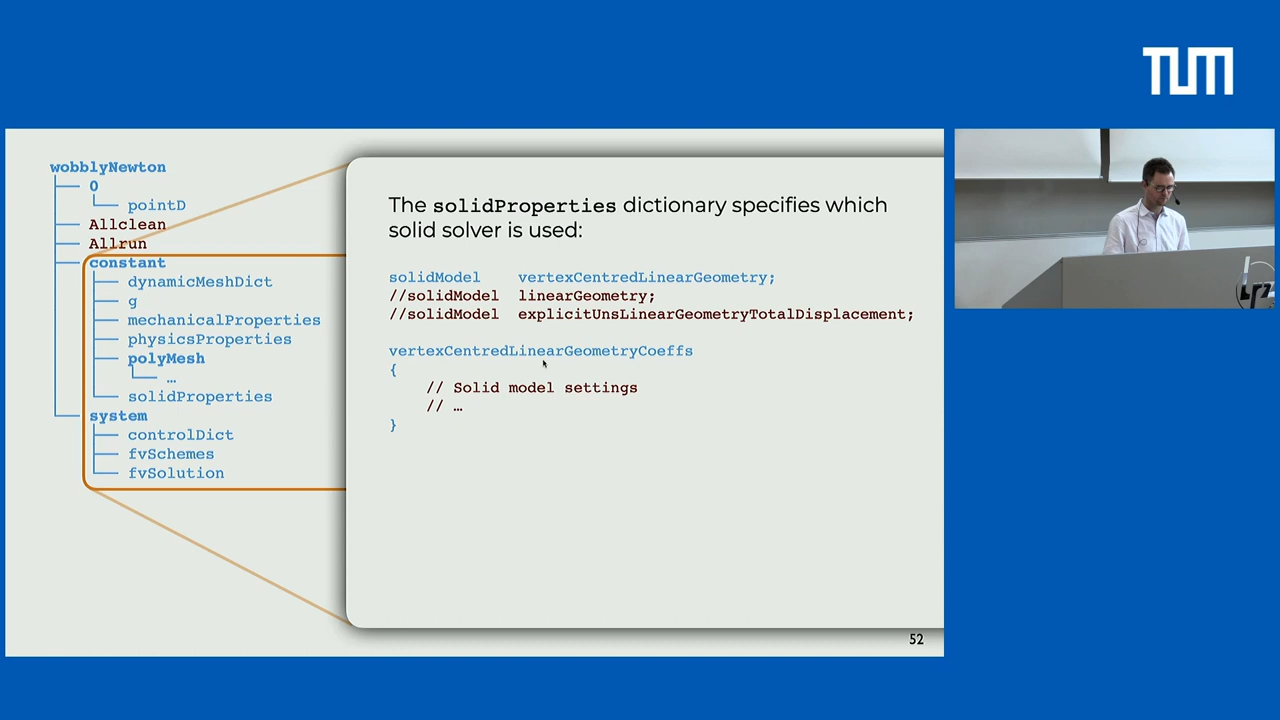 TUM
wobblyNewton
0
pointD
Allclean
Allrun
constant
dynamicMeshDict
g
mechanicalProperties
physicsProperties
polyMesh
…
solidProperties
system
controlDict
fvSchemes
fvSolution
The solidProperties dictionary specifies which
solid solver is used:
solidModel vertexCentredLinearGeometry;
//solidModel linearGeometry;
//solidModel explicitUnsLinearGeometryTotalDisplacement;
vertexCentredLinearGeometryCoeffs
{
// Solid model settings
// …
}
52